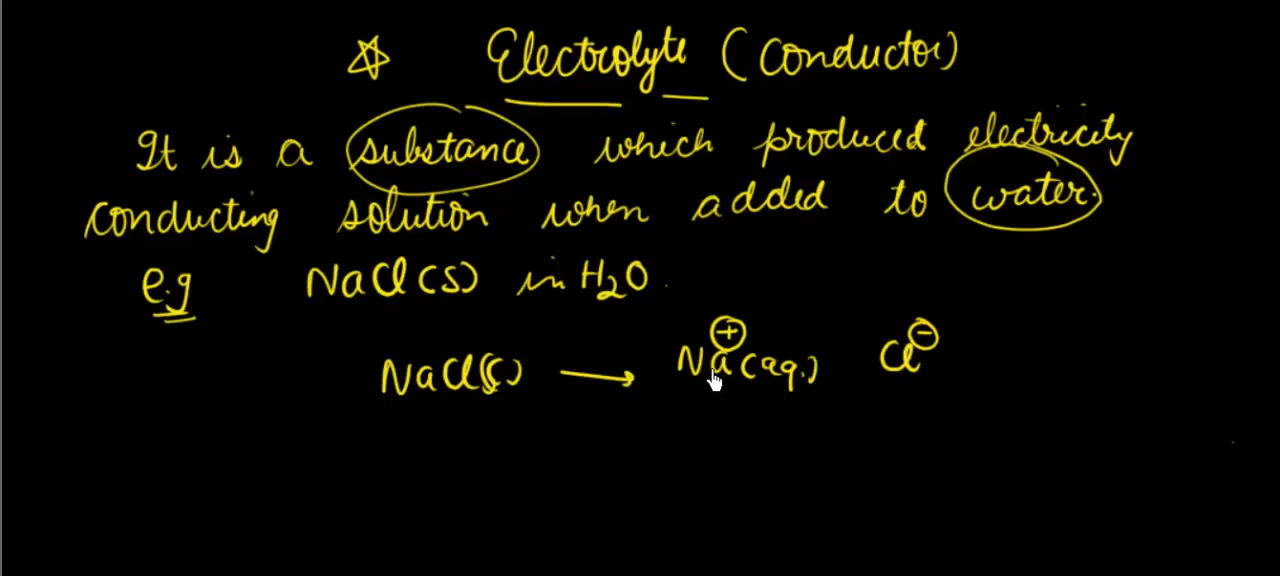 ☆ Electrolyte (Conductor)
It is a substance which produced electricity
conducting solution when added to water.
e.g NaCl(s) in H₂O.
NaCl(s) ⟶ Na⊕(aq.) Cl⊖